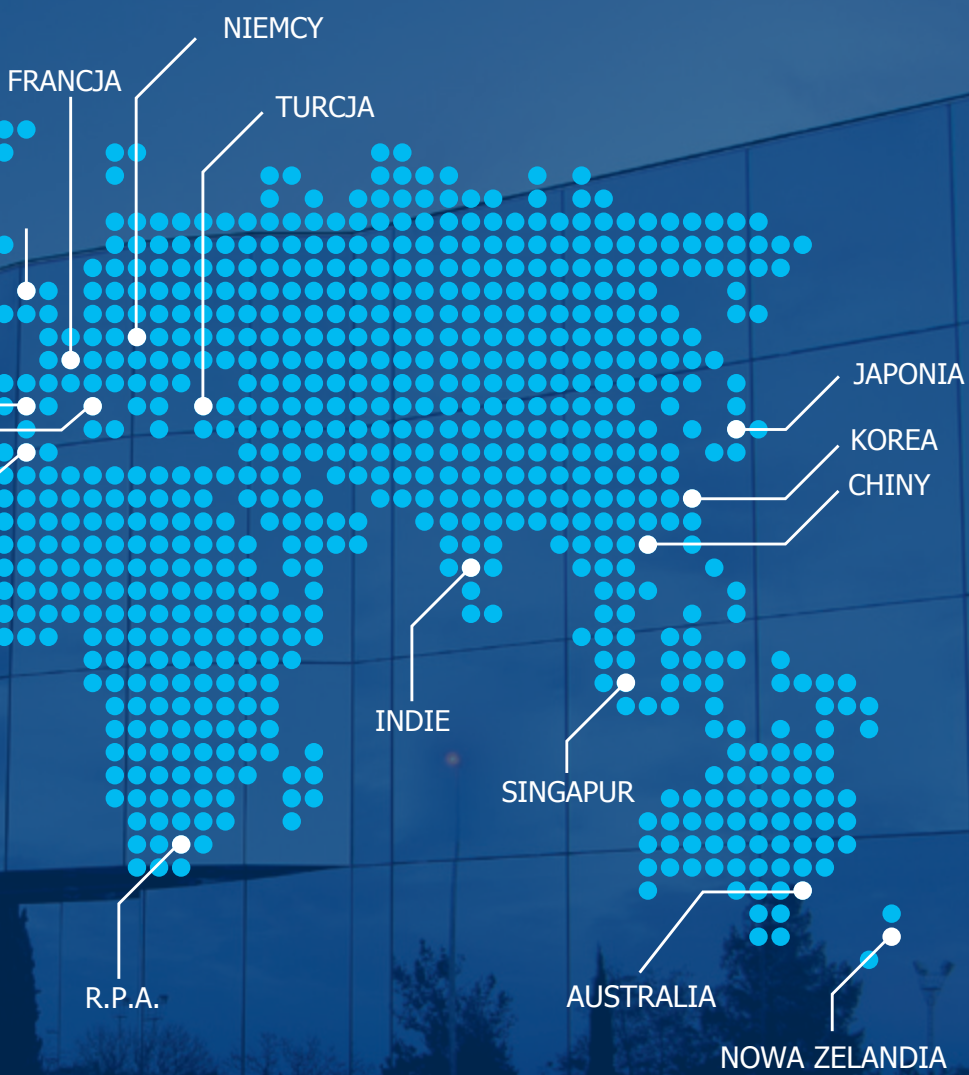 NIEMCY
FRANCJA
TURCJA
JAPONIA
KOREA
CHINY
INDIE
SINGAPUR
R.P.A.
AUSTRALIA
NOWA ZELANDIA